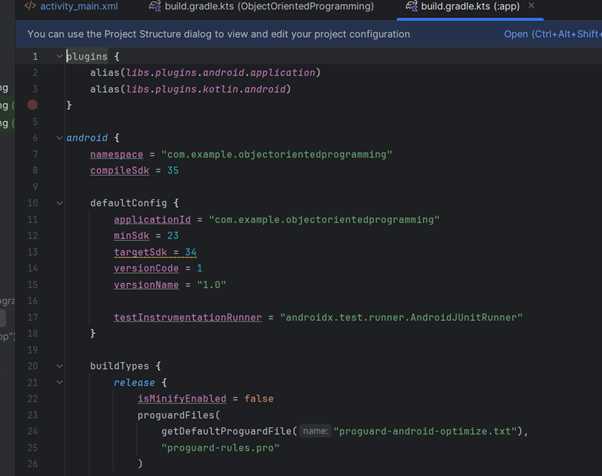 activity_main.xml build.gradle.kts (ObjectOrientedProgramming) build.gradle.kts (:app)
You can use the Project Structure dialog to view and edit your project configuration Open (Ctrl+Alt+Shift+
1 plugins {
2 alias(libs.plugins.android.application)
3 alias(libs.plugins.kotlin.android)
}
5
6 android {
7 namespace = "com.example.objectorientedprogramming"
8 compileSdk = 35
9
10 defaultConfig {
11 applicationId = "com.example.objectorientedprogramming"
12 minSdk = 23
13 targetSdk = 34
14 versionCode = 1
15 versionName = "1.0"
16
17 testInstrumentationRunner = "androidx.test.runner.AndroidJUnitRunner"
18 }
19
20 buildTypes {
21 release {
22 isMinifyEnabled = false
23 proguardFiles(
24 getDefaultProguardFile( name: "proguard-android-optimize.txt"),
25 "proguard-rules.pro"
26 )